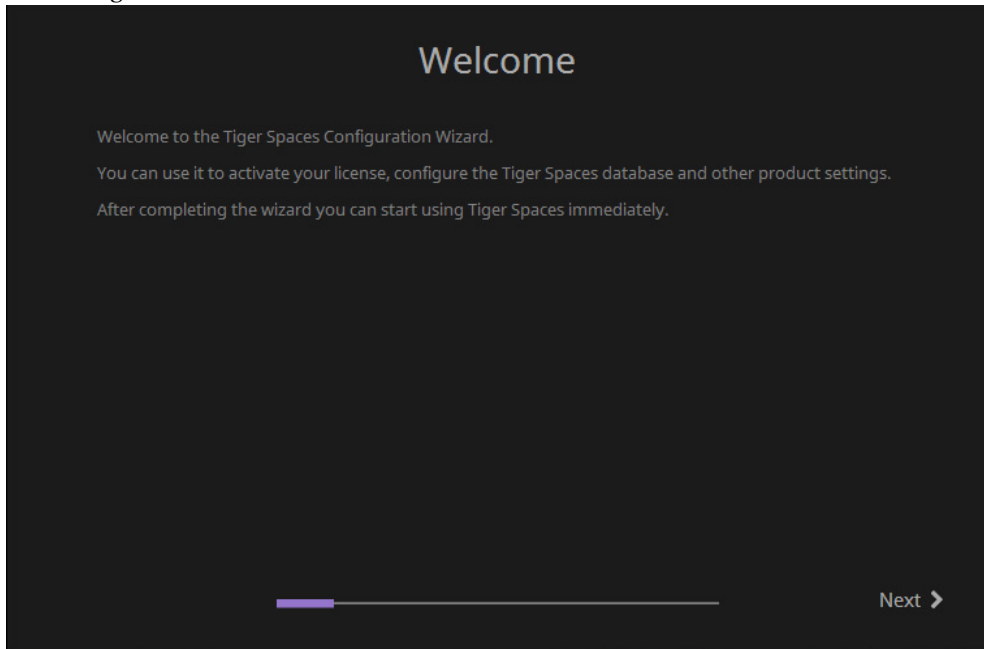 Welcome
Welcome to the Tiger Spaces Configuration Wizard.
You can use it to activate your license, configure the Tiger Spaces database and other product settings.
After completing the wizard you can start using Tiger Spaces immediately.
Next